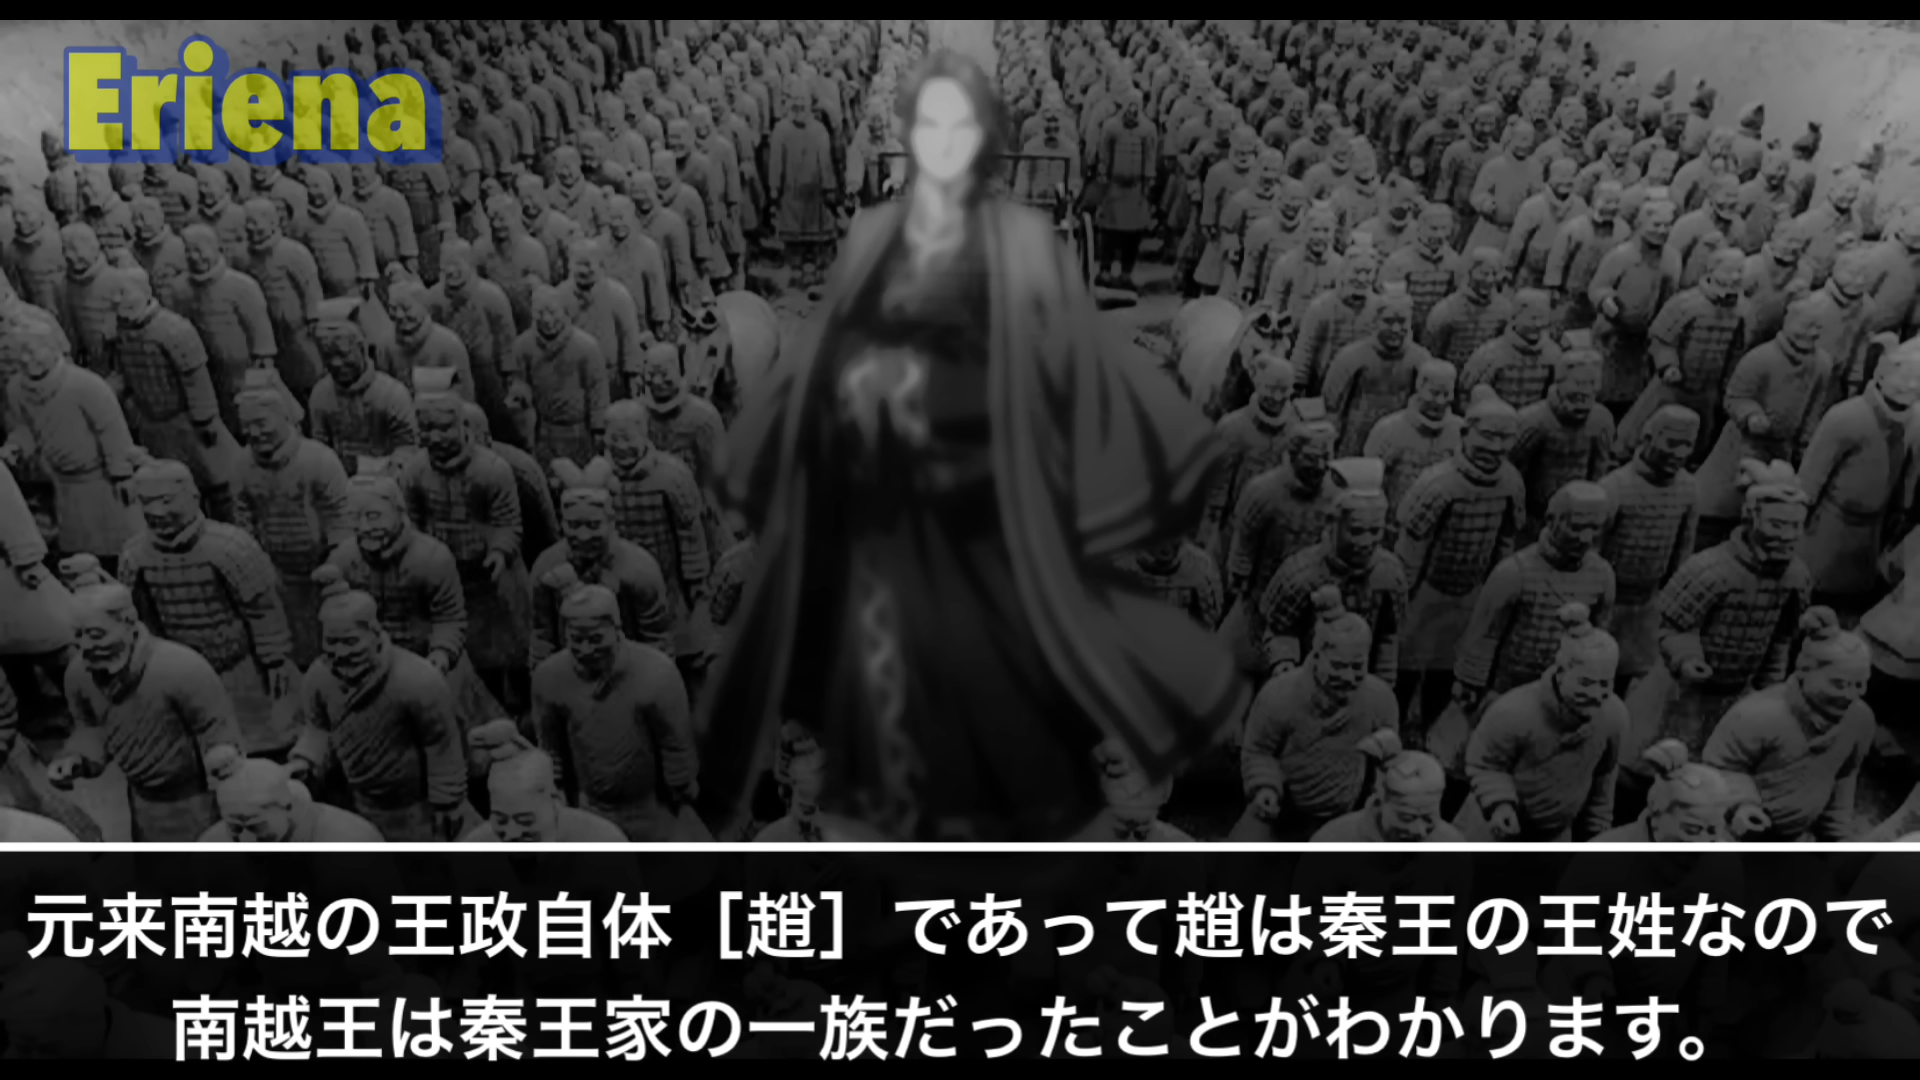 Eriena
元来南越の王政自体［趙］であって趙は秦王の王姓なので
南越王は秦王家の一族だったことがわかります。